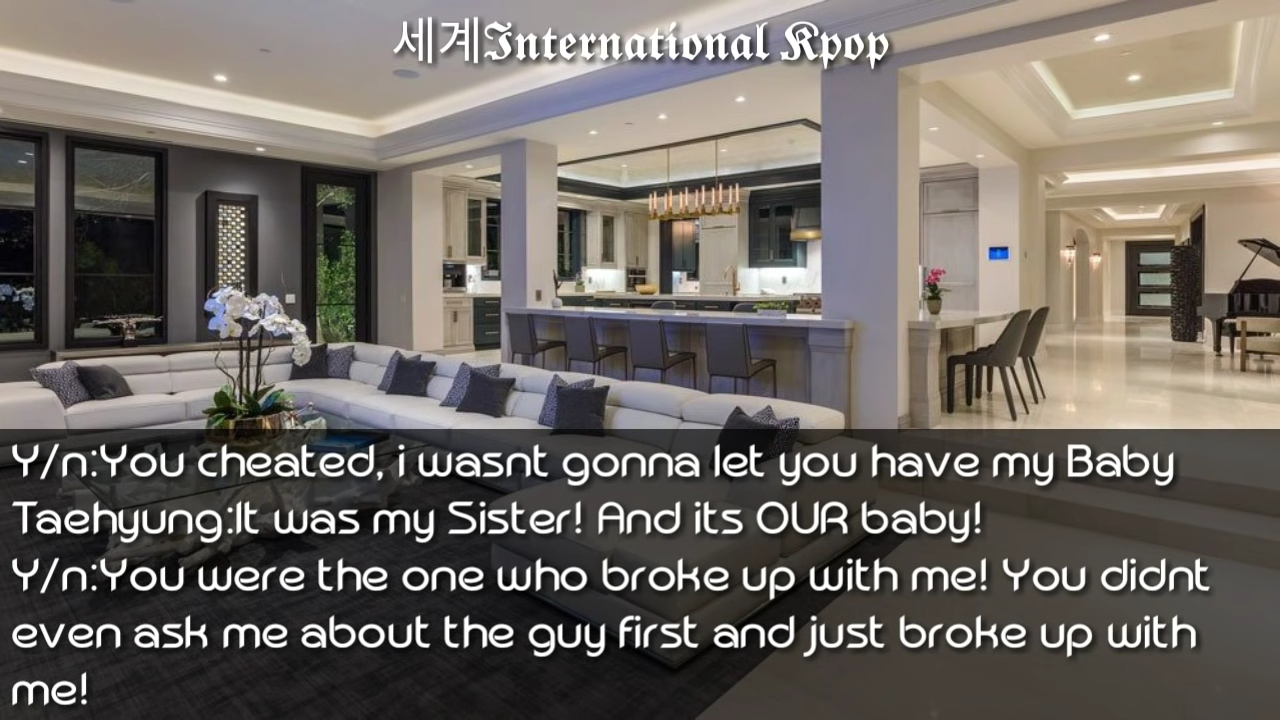 세계International Kpop
Y/n:You cheated, i wasnt gonna let you have my Baby
Taehyung:It was my Sister! And its OUR baby!
Y/n:You were the one who broke up with me! You didnt
even ask me about the guy first and just broke up with
me!